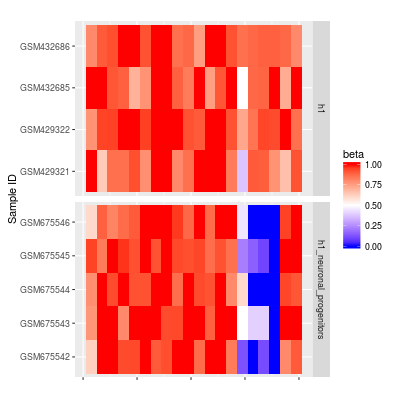 GSM432686
GSM432685
GSM429322
GSM429321
h1
GSM675546
GSM675545
GSM675544
GSM675543
GSM675542
h1_neuronal_progenitors
Sample ID
beta
1.00
0.75
0.50
0.25
0.00